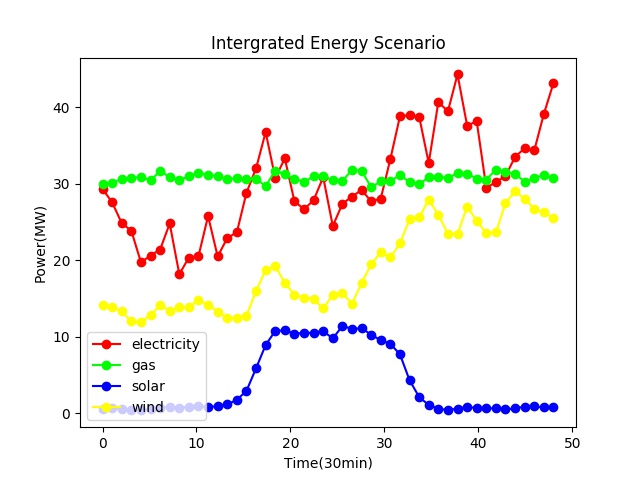 Intergrated Energy Scenario
Power(MW)
40
30
20
10
0
electricity
gas
solar
wind
0 10 20 30 40 50
Time(30min)